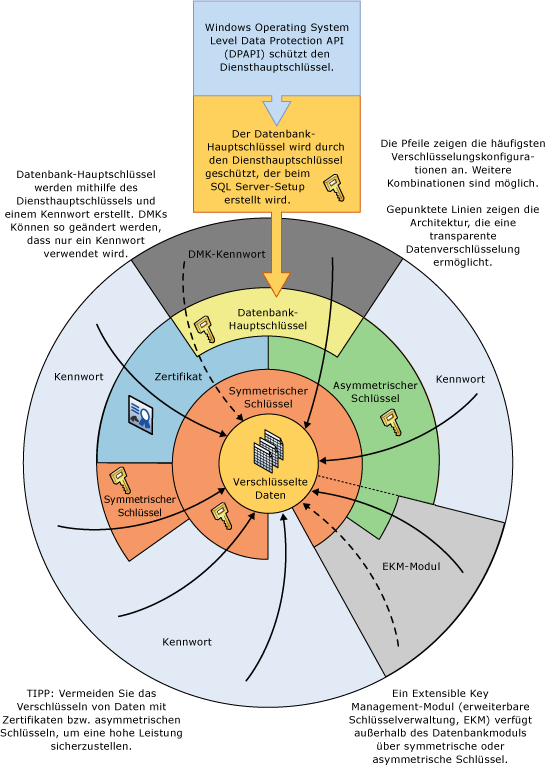 Windows Operating System
Level Data Protection API
(DPAPI) schützt den
Diensthauptschlüssel.
Der Datenbank-
Hauptschlüssel wird durch
den Diensthauptschlüssel
geschützt, der beim
SQL Server-Setup
erstellt wird.
Die Pfeile zeigen die häufigsten
Verschlüsselungskonfigura-
tionen an. Weitere
Kombinationen sind möglich.
Gepunktete Linien zeigen die
Architektur, die eine
transparente
Datenverschlüsselung
ermöglicht.
Datenbank-Hauptschlüssel
werden mithilfe des
Diensthauptschlüssels und
einem Kennwort erstellt. DMKs
Können so geändert werden,
dass nur ein Kennwort
verwendet wird.
DMK-Kennwort
Datenbank-
Hauptschlüssel
Kennwort
Zertifikat
Symmetrischer
Schlüssel
Asymmetrischer
Schlüssel
Kennwort
Verschlüsselte
Daten
Symmetrischer
Schlüssel
EKM-Modul
Kennwort
TIPP: Vermeiden Sie das
Verschlüsseln von Daten mit
Zertifikaten bzw. asymmetrischen
Schlüsseln, um eine hohe Leistung
sicherzustellen.
Ein Extensible Key
Management-Modul (erweiterbare
Schlüsselverwaltung, EKM) verfügt
außerhalb des Datenbankmoduls
über symmetrische oder
asymmetrische Schlüssel.